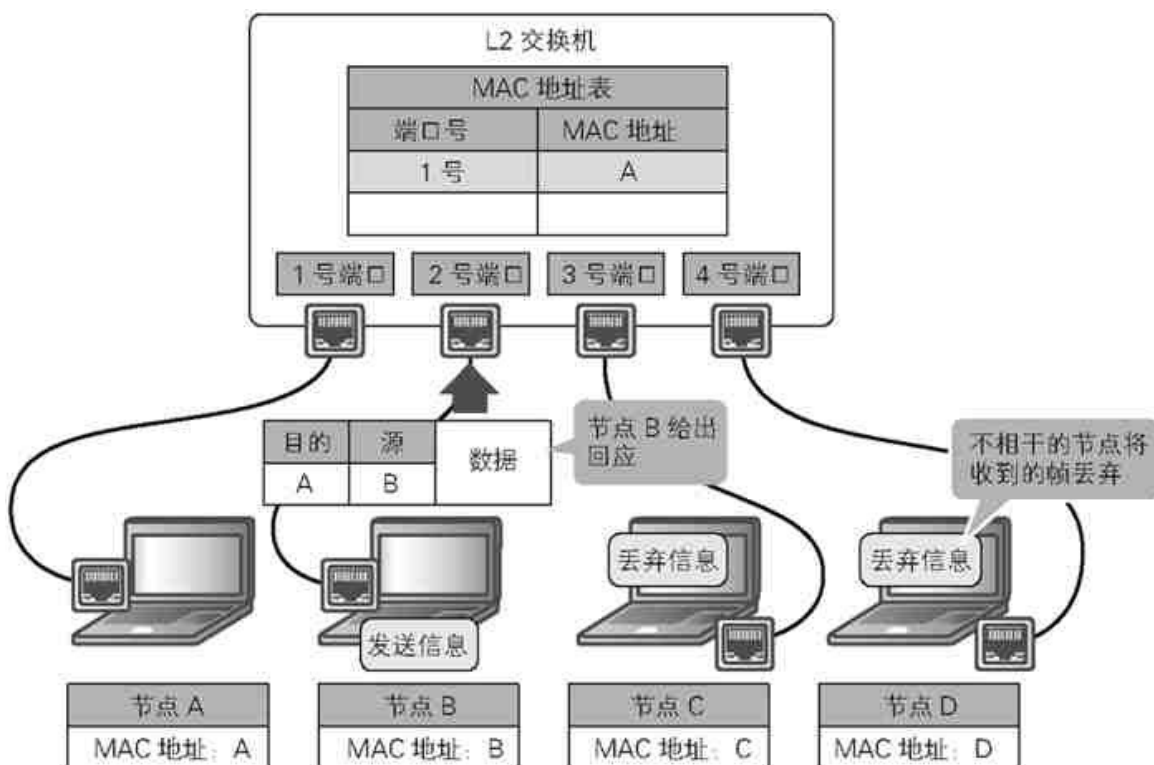 L2 交换机
MAC 地址表
端口号 MAC 地址
1 号 A
1 号端口 2 号端口 3 号端口 4 号端口
目的 源 数据
A B
节点 B 给出
回应
不相干的节点将
收到的帧丢弃
丢弃信息
丢弃信息
发送信息
节点 A 节点 B 节点 C 节点 D
MAC 地址: A MAC 地址: B MAC 地址: C MAC 地址: D